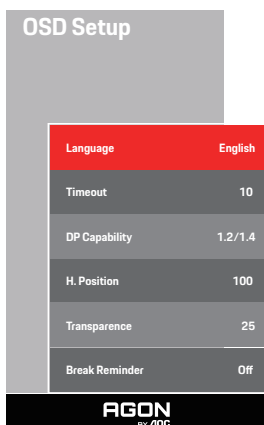 OSD Setup
Language English
Timeout 10
DP Capability 1.2/1.4
H. Position 100
Transparence 25
Break Reminder Off
AGON
BY AOC